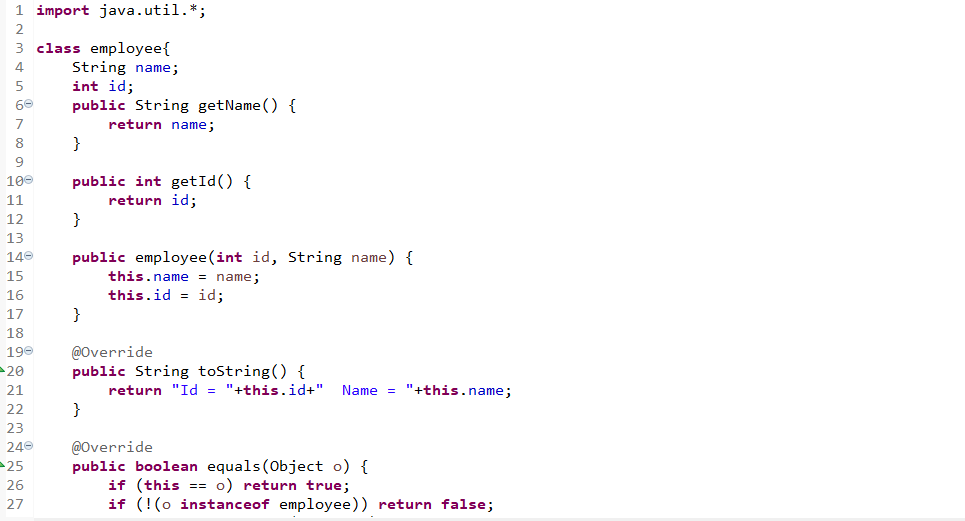 1 import java.util.*;
2
3 class employee{
4     String name;
5     int id;
6     public String getName() {
7         return name;
8     }
9
10     public int getId() {
11         return id;
12     }
13
14     public employee(int id, String name) {
15         this.name = name;
16         this.id = id;
17     }
18
19     @Override
20     public String toString() {
21         return "Id = "+this.id+"  Name = "+this.name;
22     }
23
24     @Override
25     public boolean equals(Object o) {
26         if (this == o) return true;
27         if (!(o instanceof employee)) return false;